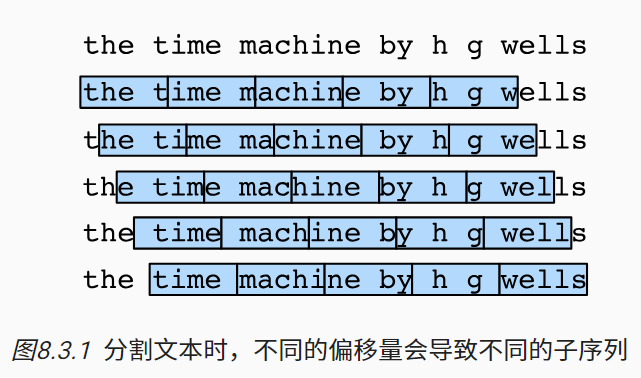 the time machine by h g wells
the time machine by h g wells
the time machine by h g wells
the time machine by h g wells
the time machine by h g wells
the time machine by h g wells
图8.3.1 分割文本时，不同的偏移量会导致不同的子序列